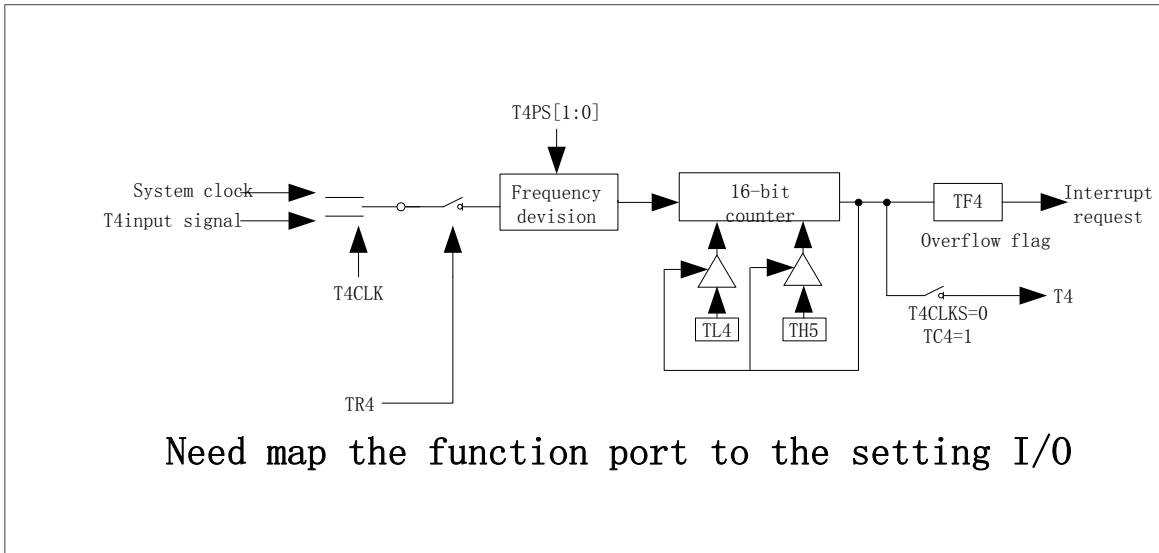 T4PS[1:0]
System clock
T4input signal
Frequency
devision
16-bit
counter
TF4
Interrupt
request
Overflow flag
T4CLK
TL4
TH5
T4
T4CLKS=0
TC4=1
TR4
Need map the function port to the setting I/O